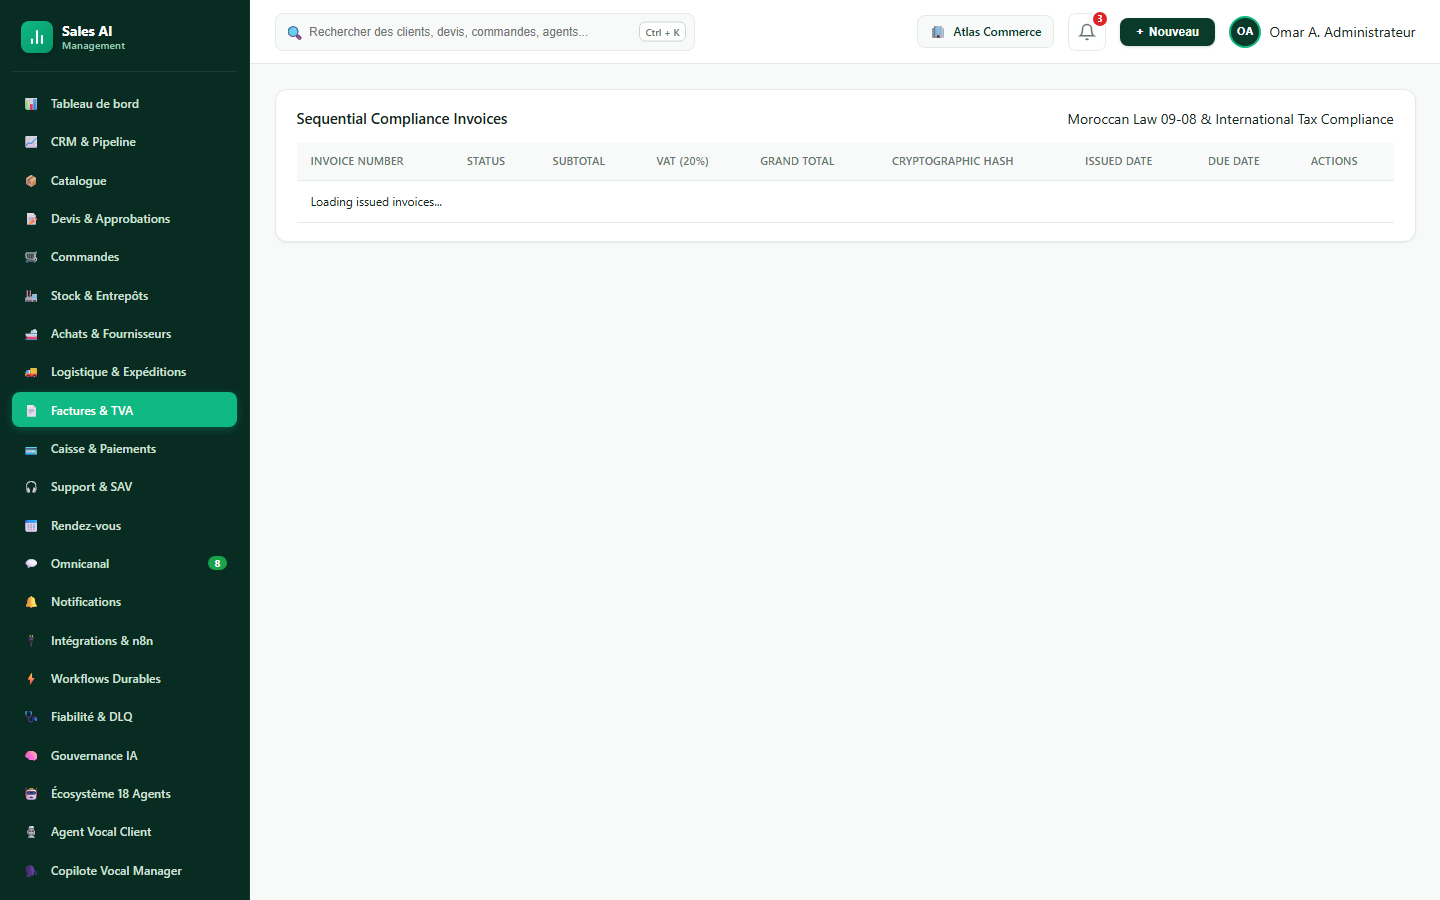 Sales AI
Management
Tableau de bord
CRM & Pipeline
Catalogue
Devis & Approbations
Commandes
Stock & Entrepôts
Achats & Fournisseurs
Logistique & Expéditions
Factures & TVA
Caisse & Paiements
Support & SAV
Rendez-vous
Omnicanal 8
Notifications
Intégrations & n8n
Workflows Durables
Fiabilité & DLQ
Gouvernance IA
Écosystème 18 Agents
Agent Vocal Client
Copilote Vocal Manager
Rechercher des clients, devis, commandes, agents... Ctrl + K
Atlas Commerce
3
+ Nouveau
OA
Omar A. Administrateur
Sequential Compliance Invoices
Moroccan Law 09-08 & International Tax Compliance
INVOICE NUMBER STATUS SUBTOTAL VAT (20%) GRAND TOTAL CRYPTOGRAPHIC HASH ISSUED DATE DUE DATE ACTIONS
Loading issued invoices...